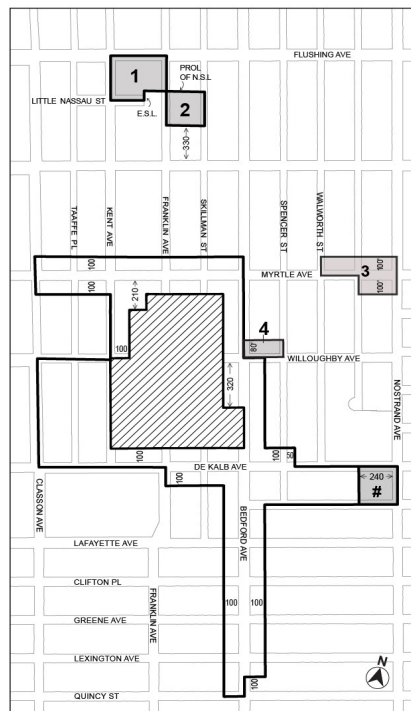 FLUSHING AVE
1
PROL
OF N.S.L
LITTLE NASSAU ST
E.S.L.
2
330
TAAFFE PL
KENT AVE
FRANKLIN AVE
SKILLMAN ST
SPENCER ST
WALWORTH ST
100
100
100'
3
MYRTLE AVE
100'
210
4
80'
100
WILLOUGHBY AVE
320
NOSTRAND AVE
100
100
50
DE KALB AVE
240
#
100
CLASSON AVE
BEDFORD AVE
LAFAYETTE AVE
CLIFTON PL
FRANKLIN AVE
100
100
GREENE AVE
LEXINGTON AVE
100
QUINCY ST
N